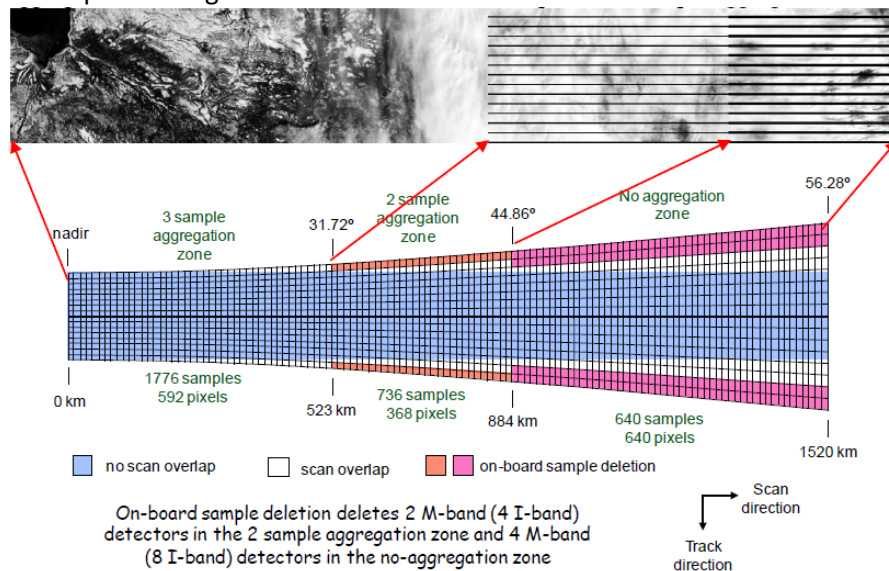 56.28º
44.86º
No aggregation
zone
2 sample
aggregation
zone
31.72º
3 sample
aggregation
zone
nadir
0 km
1776 samples
592 pixels
523 km
736 samples
368 pixels
884 km
640 samples
640 pixels
1520 km
no scan overlap
scan overlap
on-board sample deletion
On-board sample deletion deletes 2 M-band (4 I-band)
detectors in the 2 sample aggregation zone and 4 M-band
(8 I-band) detectors in the no-aggregation zone
Scan
direction
Track
direction